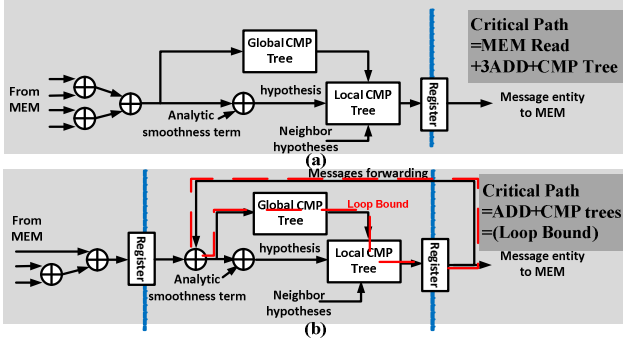 Critical Path
=MEM Read
+3ADD+CMP Tree
Global CMP
Tree
From
MEM
hypothesis
Local CMP
Tree
Register
Message entity
to MEM
Analytic
smoothness term
Neighbor
hypotheses
(a)
Messages forwarding
Critical Path
=ADD+CMP trees
=(Loop Bound)
Global CMP
Tree
Loop Bound
From
MEM
Register
hypothesis
Local CMP
Tree
Register
Message entity
to MEM
Analytic
smoothness term
Neighbor
hypotheses
(b)